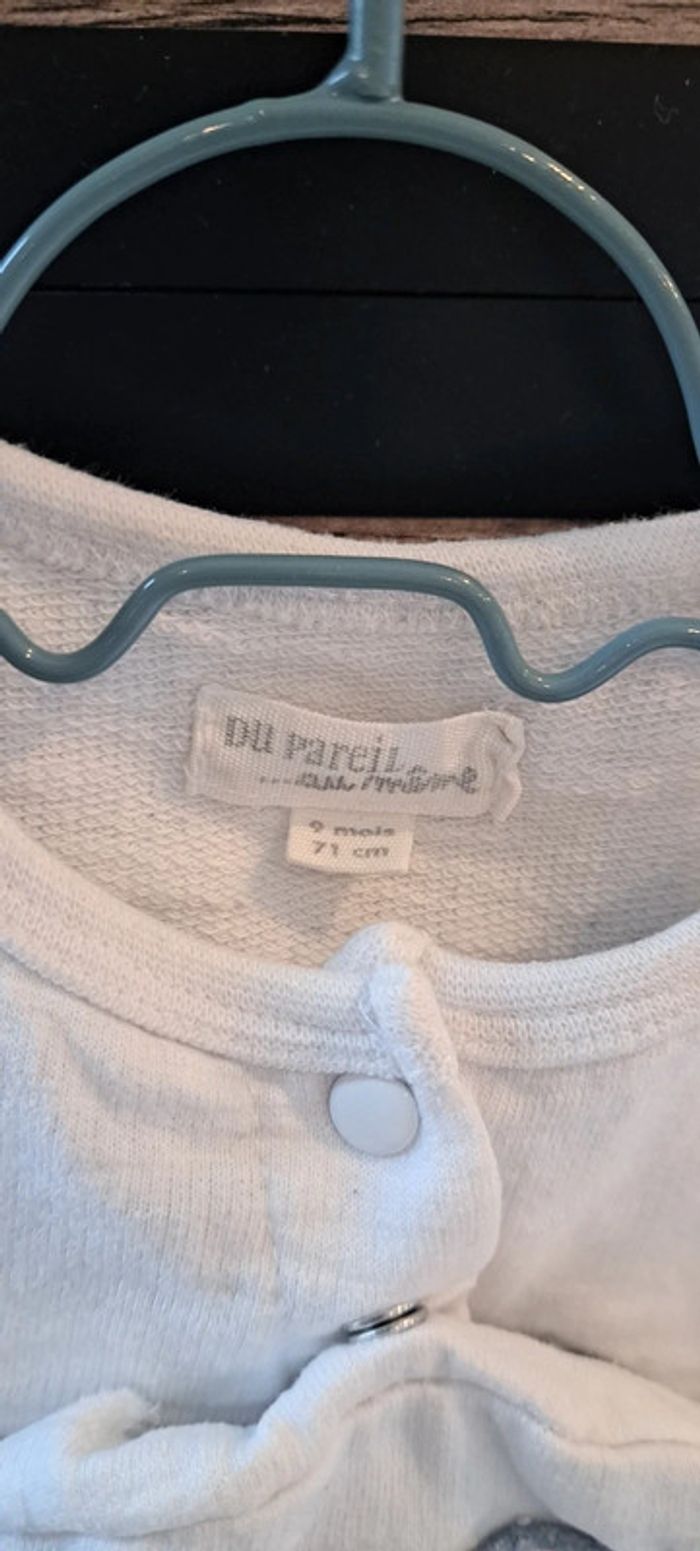 DU PAREIL
...au même
9 mois
71 cm